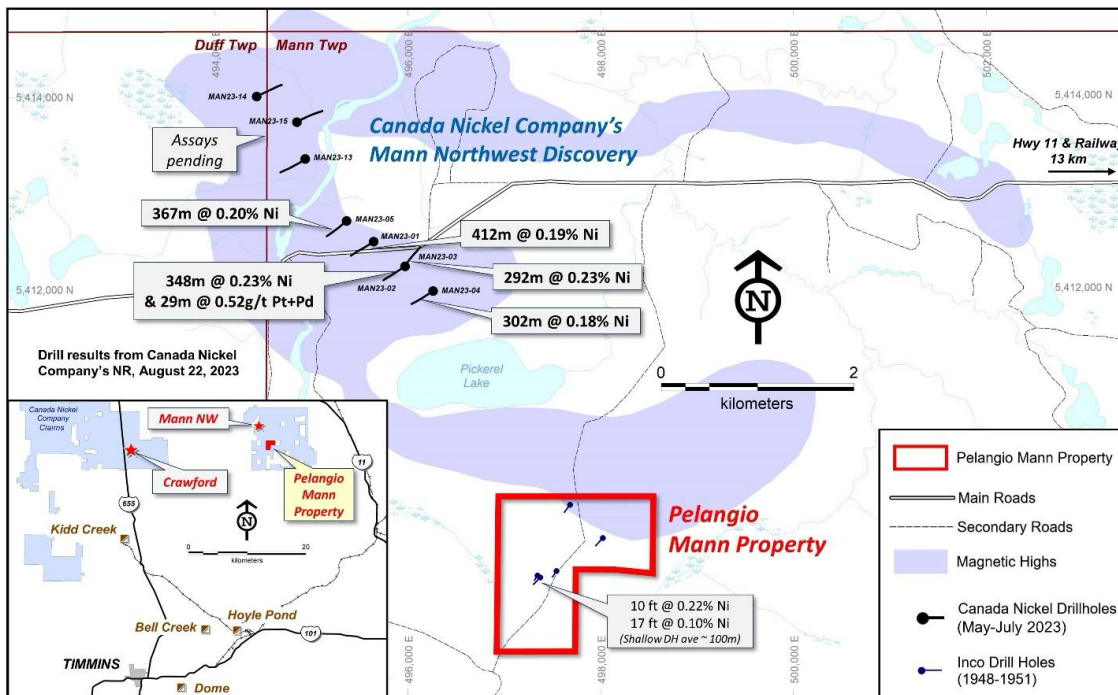 Duff Twp
Mann Twp
494,000 E
496,000 E
498,000 E
500,000 E
502,000 E
5,414,000 N
5,414,000 N
MAN23-14
MAN23-15
Assays
pending
MAN23-13
Canada Nickel Company's
Mann Northwest Discovery
Hwy 11 & Railway
13 km
367m @ 0.20% Ni
MAN23-05
MAN23-01
412m @ 0.19% Ni
MAN23-03
348m @ 0.23% Ni
& 29m @ 0.52g/t Pt+Pd
MAN23-02
292m @ 0.23% Ni
MAN23-04
302m @ 0.18% Ni
5,412,000 N
5,412,000 N
N
Drill results from Canada Nickel
Company's NR, August 22, 2023
Pickerel
Lake
0
2
kilometers
Canada Nickel
Company
Claims
Mann NW
Crawford
Pelangio
Mann
Property
11
655
N
Kidd Creek
0
20
kilometers
Hoyle Pond
Bell Creek
101
TIMMINS
Dome
Pelangio
Mann Property
10 ft @ 0.22% Ni
17 ft @ 0.10% Ni
(Shallow DH ave ~ 100m)
496,000 E
498,000 E
500,000 E
Pelangio Mann Property
Main Roads
Secondary Roads
Magnetic Highs
Canada Nickel Drillholes
(May-July 2023)
Inco Drill Holes
(1948-1951)